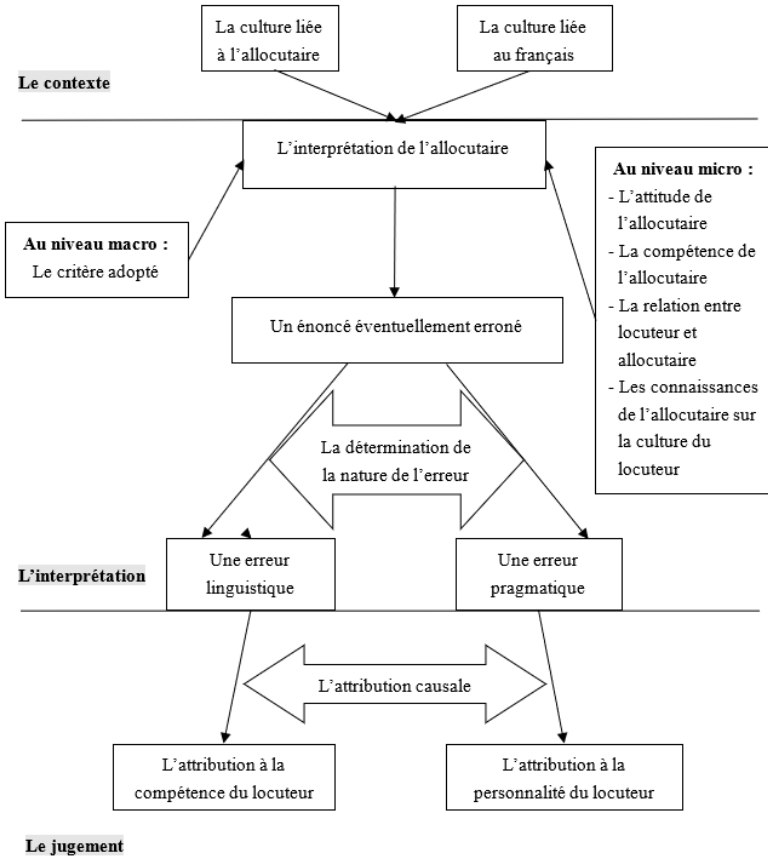 La culture liée
à l’allocutaire
La culture liée
au français
Le contexte
L’interprétation de l’allocutaire
Au niveau macro :
Le critère adopté
Au niveau micro :
- L’attitude de
l’allocutaire
- La compétence de
l’allocutaire
- La relation entre
locuteur et
allocutaire
- Les connaissances
de l’allocutaire sur
la culture du
locuteur
Un énoncé éventuellement erroné
La détermination de
la nature de l’erreur
Une erreur
linguistique
Une erreur
pragmatique
L’interprétation
L’attribution causale
L’attribution à la
compétence du locuteur
L’attribution à la
personnalité du locuteur
Le jugement